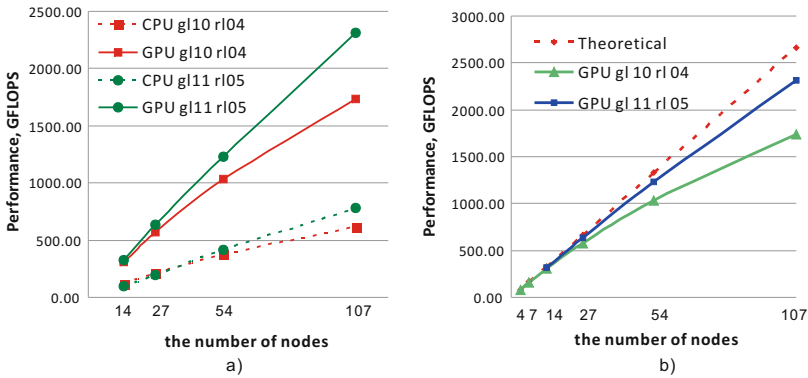 2500.00
2000.00
1500.00
1000.00
500.00
0.00
Performance, GFLOPS
CPU gl10 rl04
GPU gl10 rl04
CPU gl11 rl05
GPU gl11 rl05
14 27 54 107
the number of nodes
a)
3000.00
2500.00
2000.00
1500.00
1000.00
500.00
0.00
Performance, GFLOPS
Theoretical
GPU gl 10 rl 04
GPU gl 11 rl 05
4 7 14 27 54 107
the number of nodes
b)